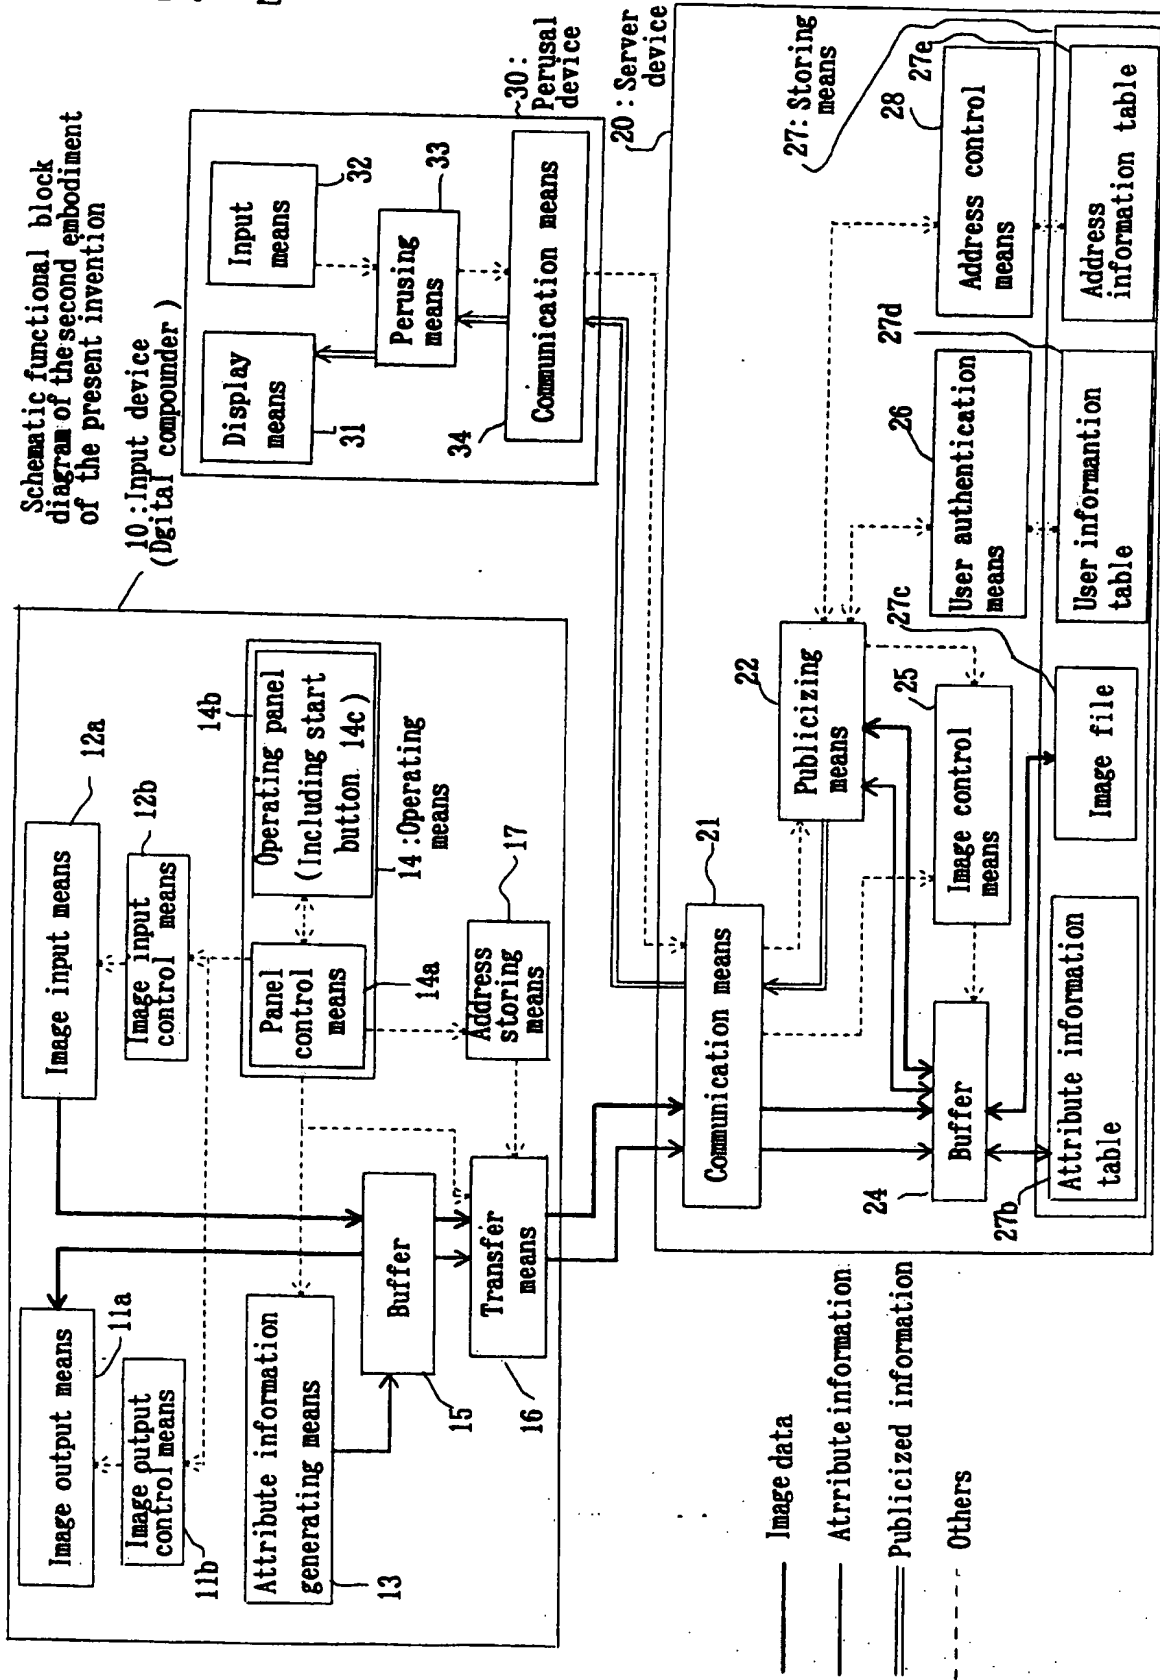 Schematic functional block
diagram of the second embodiment
of the present invention
10 : Input device
(Dgital compounder)
Image output means
11a
Image output
control means
11b
Image input means
12a
Image input
control means
12b
Attribute information
generating means
13
Panel
control
means
14a
Operating panel
(Including start
button 14c)
14b
14 : Operating
means
Buffer
15
Transfer
means
16
Address
storing
means
17
30 :
Perusal
device
Display
means
31
Input
means
32
Perusing
means
33
Communication means
34
20 : Server
device
Communication means
21
Publicizing
means
22
Buffer
24
Image control
means
25
User authentication
means
26
Address control
means
28
27 : Storing
means
Attribute information
table
27b
Image file
27c
User informantion
table
27d
Address
information table
27e
Image data
Atrribute information
Publicized information
Others